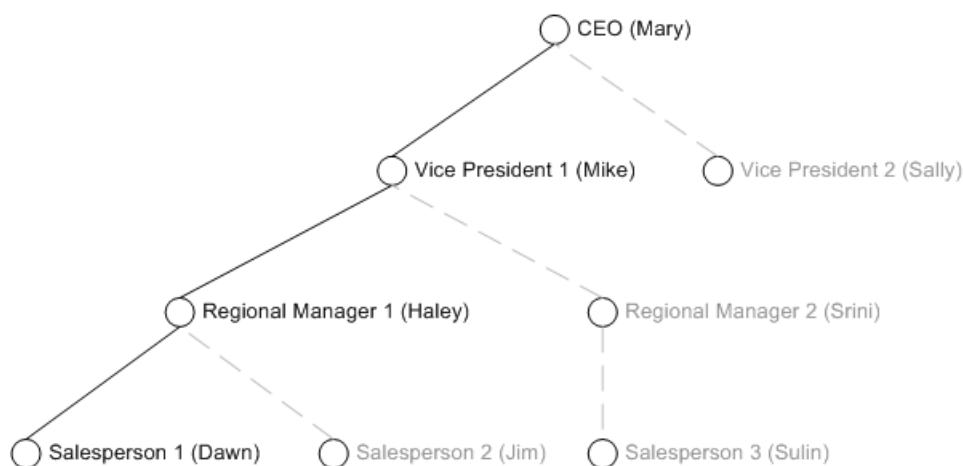 CEO (Mary)
Vice President 1 (Mike)
Vice President 2 (Sally)
Regional Manager 1 (Haley)
Regional Manager 2 (Srini)
Salesperson 1 (Dawn)
Salesperson 2 (Jim)
Salesperson 3 (Sulin)